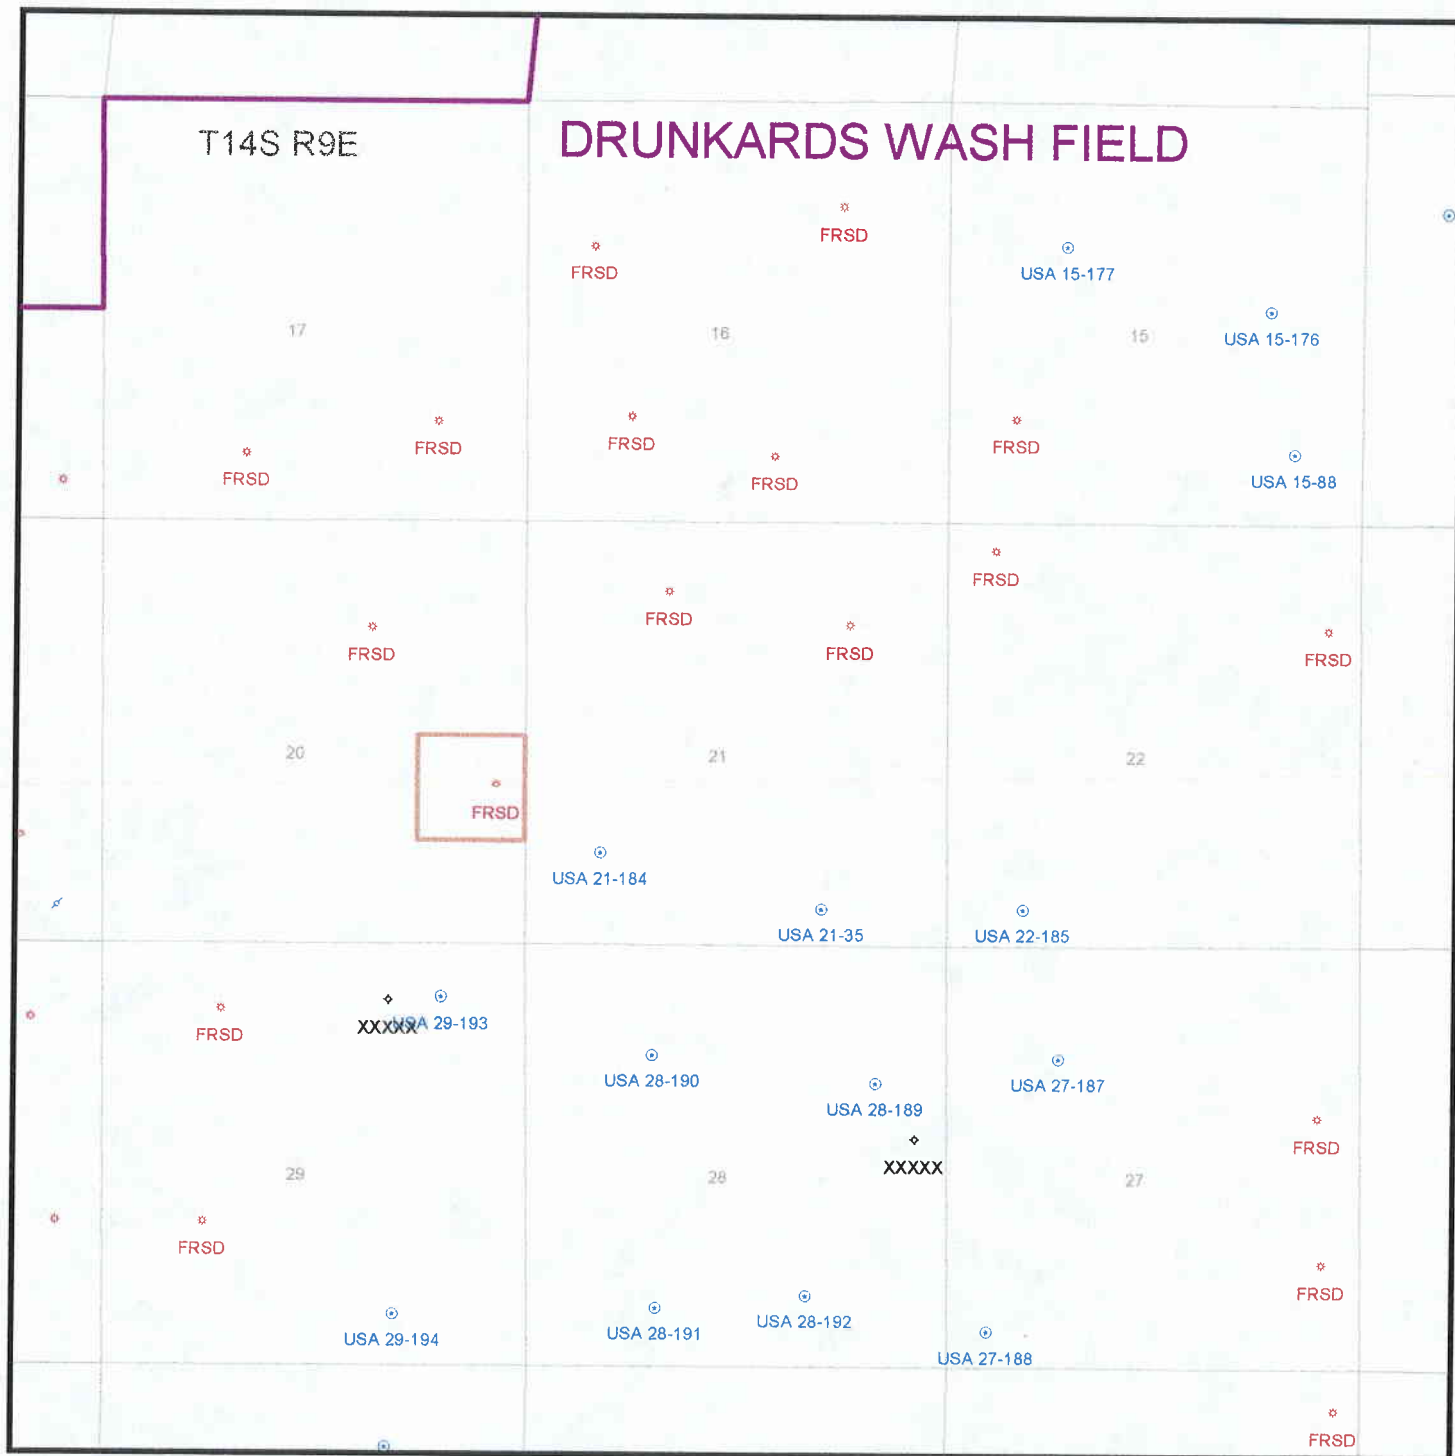 T14S R9E
DRUNKARDS WASH FIELD
FRSD
FRSD
USA 15-177
17
16
15
USA 15-176
FRSD
FRSD
FRSD
FRSD
FRSD
FRSD
USA 15-88
FRSD
FRSD
FRSD
FRSD
FRSD
20
21
22
FRSD
USA 21-184
USA 21-35
USA 22-185
FRSD
XXXXX
USA 29-193
USA 28-190
USA 28-189
USA 27-187
XXXXX
FRSD
29
28
27
FRSD
FRSD
USA 29-194
USA 28-191
USA 28-192
USA 27-188
FRSD